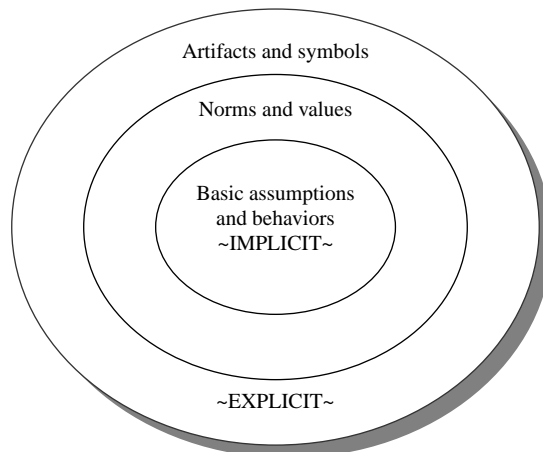 Artifacts and symbols
Norms and values
Basic assumptions
and behaviors
~IMPLICIT~
~EXPLICIT~